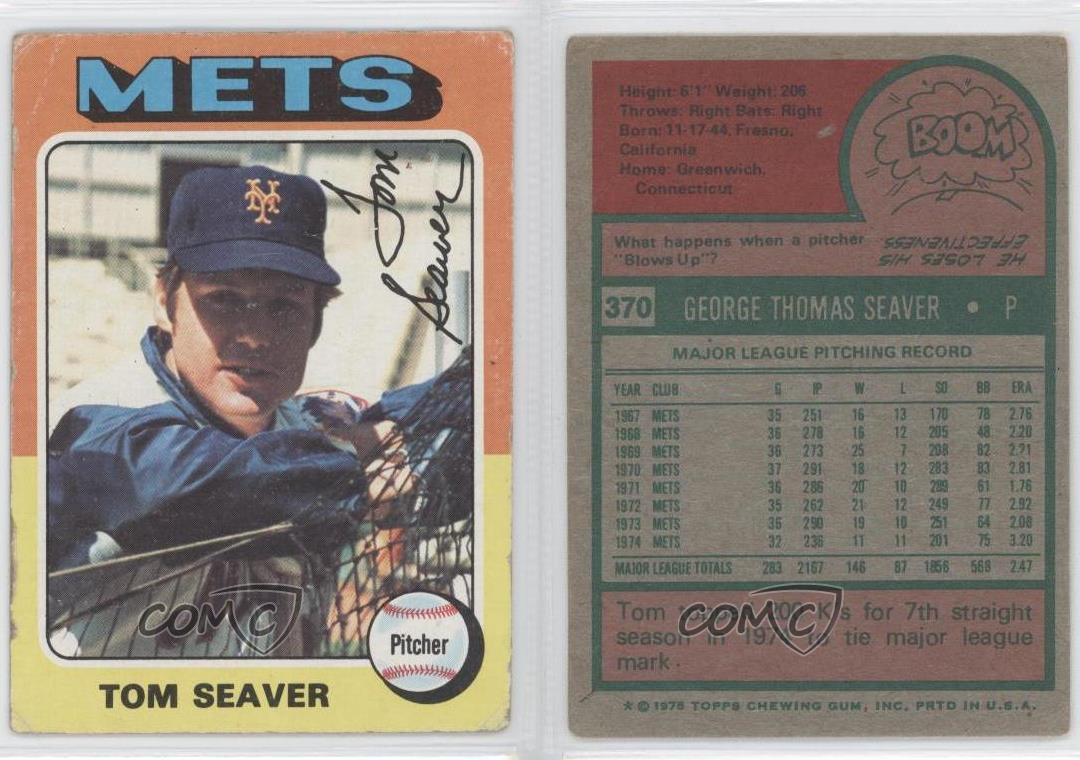 METS
Tom
Seaver
NY
COMC
Pitcher
TOM SEAVER
Height: 6'1" Weight: 206
Throws: Right Bats: Right
Born: 11-17-44, Fresno,
California
Home: Greenwich,
Connecticut
BOOM
What happens when a pitcher
"Blows Up"?
HE LOSES HIS
EFFECTIVENESS
370 GEORGE THOMAS SEAVER • P
MAJOR LEAGUE PITCHING RECORD
YEAR CLUB G IP W L SO BB ERA
1967 METS 35 251 16 13 170 78 2.76
1968 METS 36 278 16 12 205 48 2.20
1969 METS 36 273 25 7 208 82 2.21
1970 METS 37 291 18 12 283 83 2.81
1971 METS 36 286 20 10 289 61 1.76
1972 METS 35 262 21 12 249 77 2.92
1973 METS 36 290 19 10 251 64 2.08
1974 METS 32 236 11 11 201 75 3.20
MAJOR LEAGUE TOTALS 283 2167 146 87 1856 568 2.47
Tom 200 K's for 7th straight
season in to tie major league
mark.
COMC
* © 1975 TOPPS CHEWING GUM, INC. PRTD IN U.S.A.